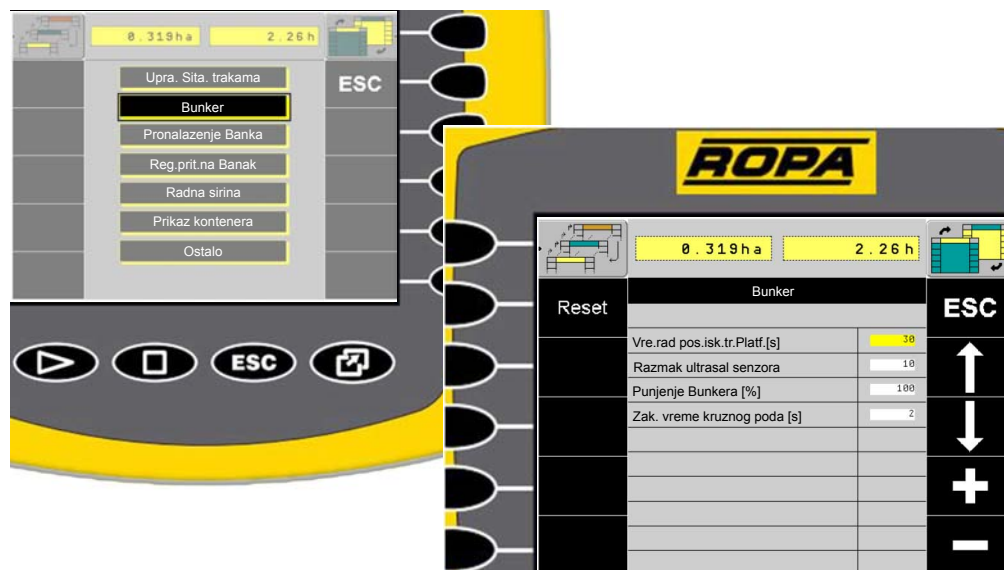 0.319ha
2.26h
Upra. Sita. trakama
ESC
Bunker
Pronalazenje Banka
Reg.prit.na Banak
Radna sirina
Prikaz kontenera
Ostalo
ESC
ROPA
0.319ha
2.26h
Reset
Bunker
ESC
Vre.rad pos.isk.tr.Platf.[s]
30
Razmak ultrasal senzora
10
Punjenje Bunkera [%]
100
Zak. vreme kruznog poda [s]
2